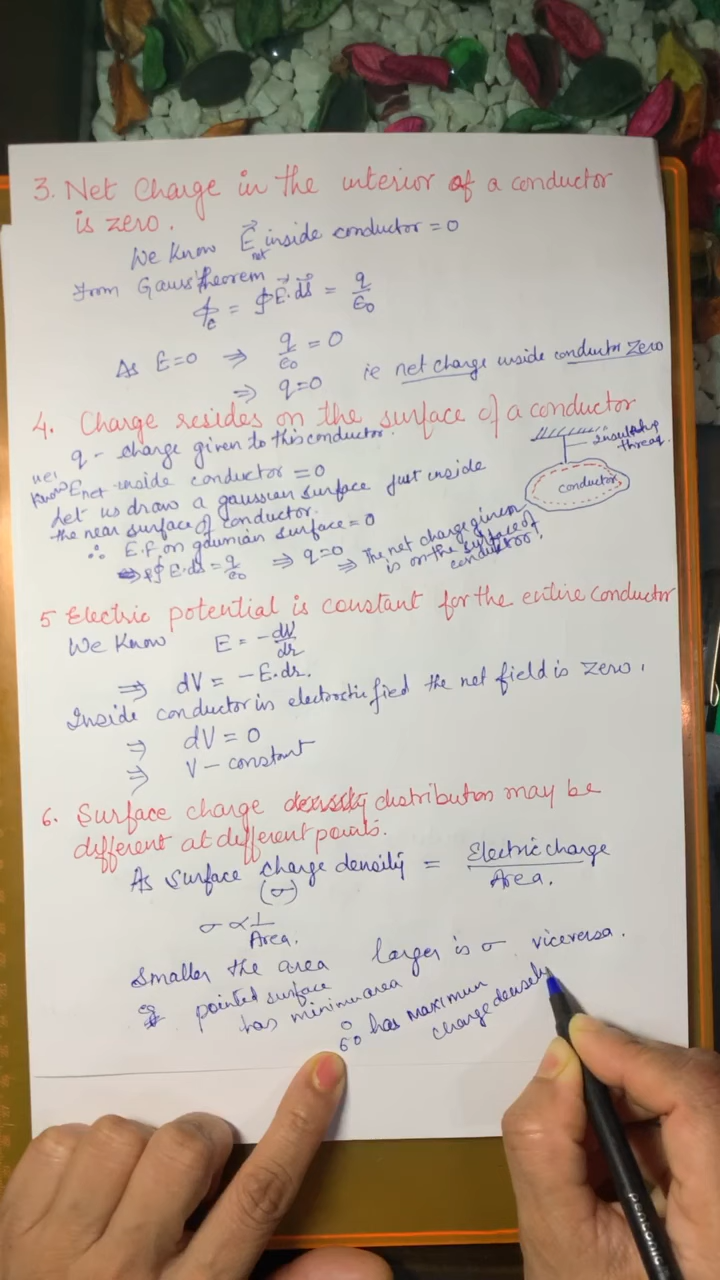 3. Net Charge in the interior of a conductor
is zero.
We Know E⃗net inside conductor = 0
From Gauss Theorem
ϕE = ∮E⃗.ds⃗ = q/ε0
As E=0 ⇒ q/ε0 = 0
⇒ q=0 ie net charge inside conductor zero
4. Charge resides on the surface of a conductor
q - charge given to this conductor.
insulating
thread.
conductor
we know Enet inside conductor = 0
Let us draw a gaussian surface just inside
the near surface of conductor.
∴ E.F on gaussian surface = 0
∮E.ds = q/ε0 ⇒ q=0 ⇒ The net charge given
is on the surface of
conductor.
5 Electric potential is constant for the entire conductor
We Know E = -dV/dr
⇒ dV = -E.dr.
Inside conductor in the net field is zero.
⇒ dV = 0
⇒ V - constant
6. Surface charge density distribution may be
different at different points.
As Surface charge density (σ) = Electric charge/Area.
σ ∝ 1/Area.
Smaller the area larger is σ viceversa.
pointed surface
has minimum area
has maximum
charge density
Pentonic